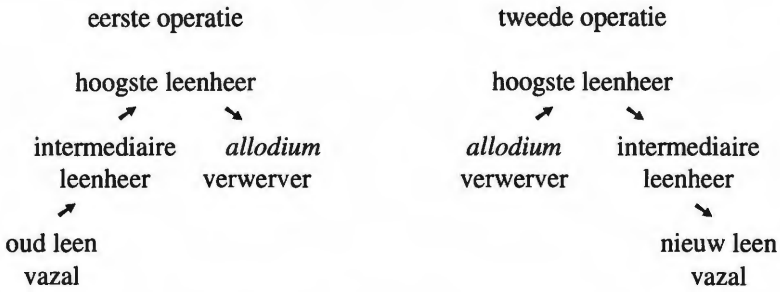 eerste operatie
hoogste leenheer
intermediaire
leenheer
allodium
verwerver
oud leen
vazal
tweede operatie
hoogste leenheer
allodium
verwerver
intermediaire
leenheer
nieuw leen
vazal